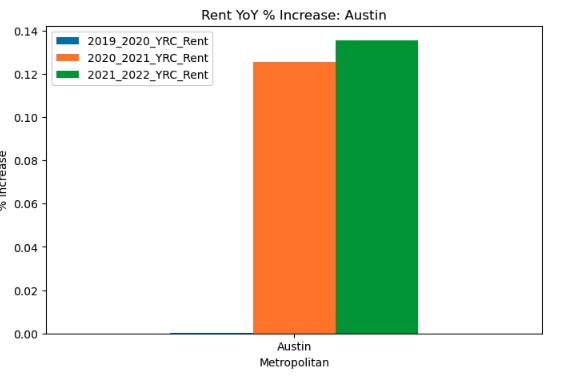 Rent YoY % Increase: Austin
2019_2020_YRC_Rent
2020_2021_YRC_Rent
2021_2022_YRC_Rent
0.14
0.12
0.10
0.08
0.06
0.04
0.02
0.00
% Increase
Austin
Metropolitan